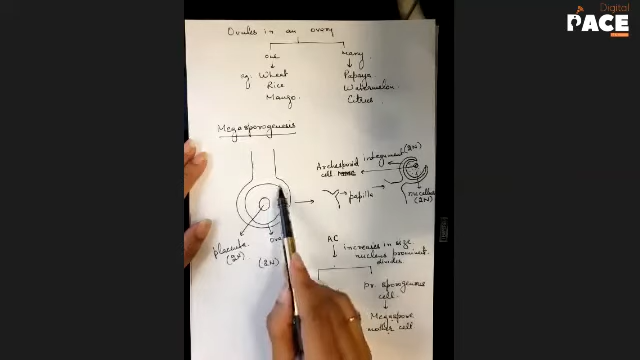 Digital
PACE
Ovules in an ovary
one
many
eg. Wheat
Rice
Mango.
Papaya
Watermelon
Citrus
Megasporogenesis
Archesporial
cell
integument (2N)
papilla
nucellus
(2N)
placenta
(2N)
(2N)
AC
increases in size,
nucleus prominent
divides
Pr. sporogenous
cell.
Megaspore
mother cell